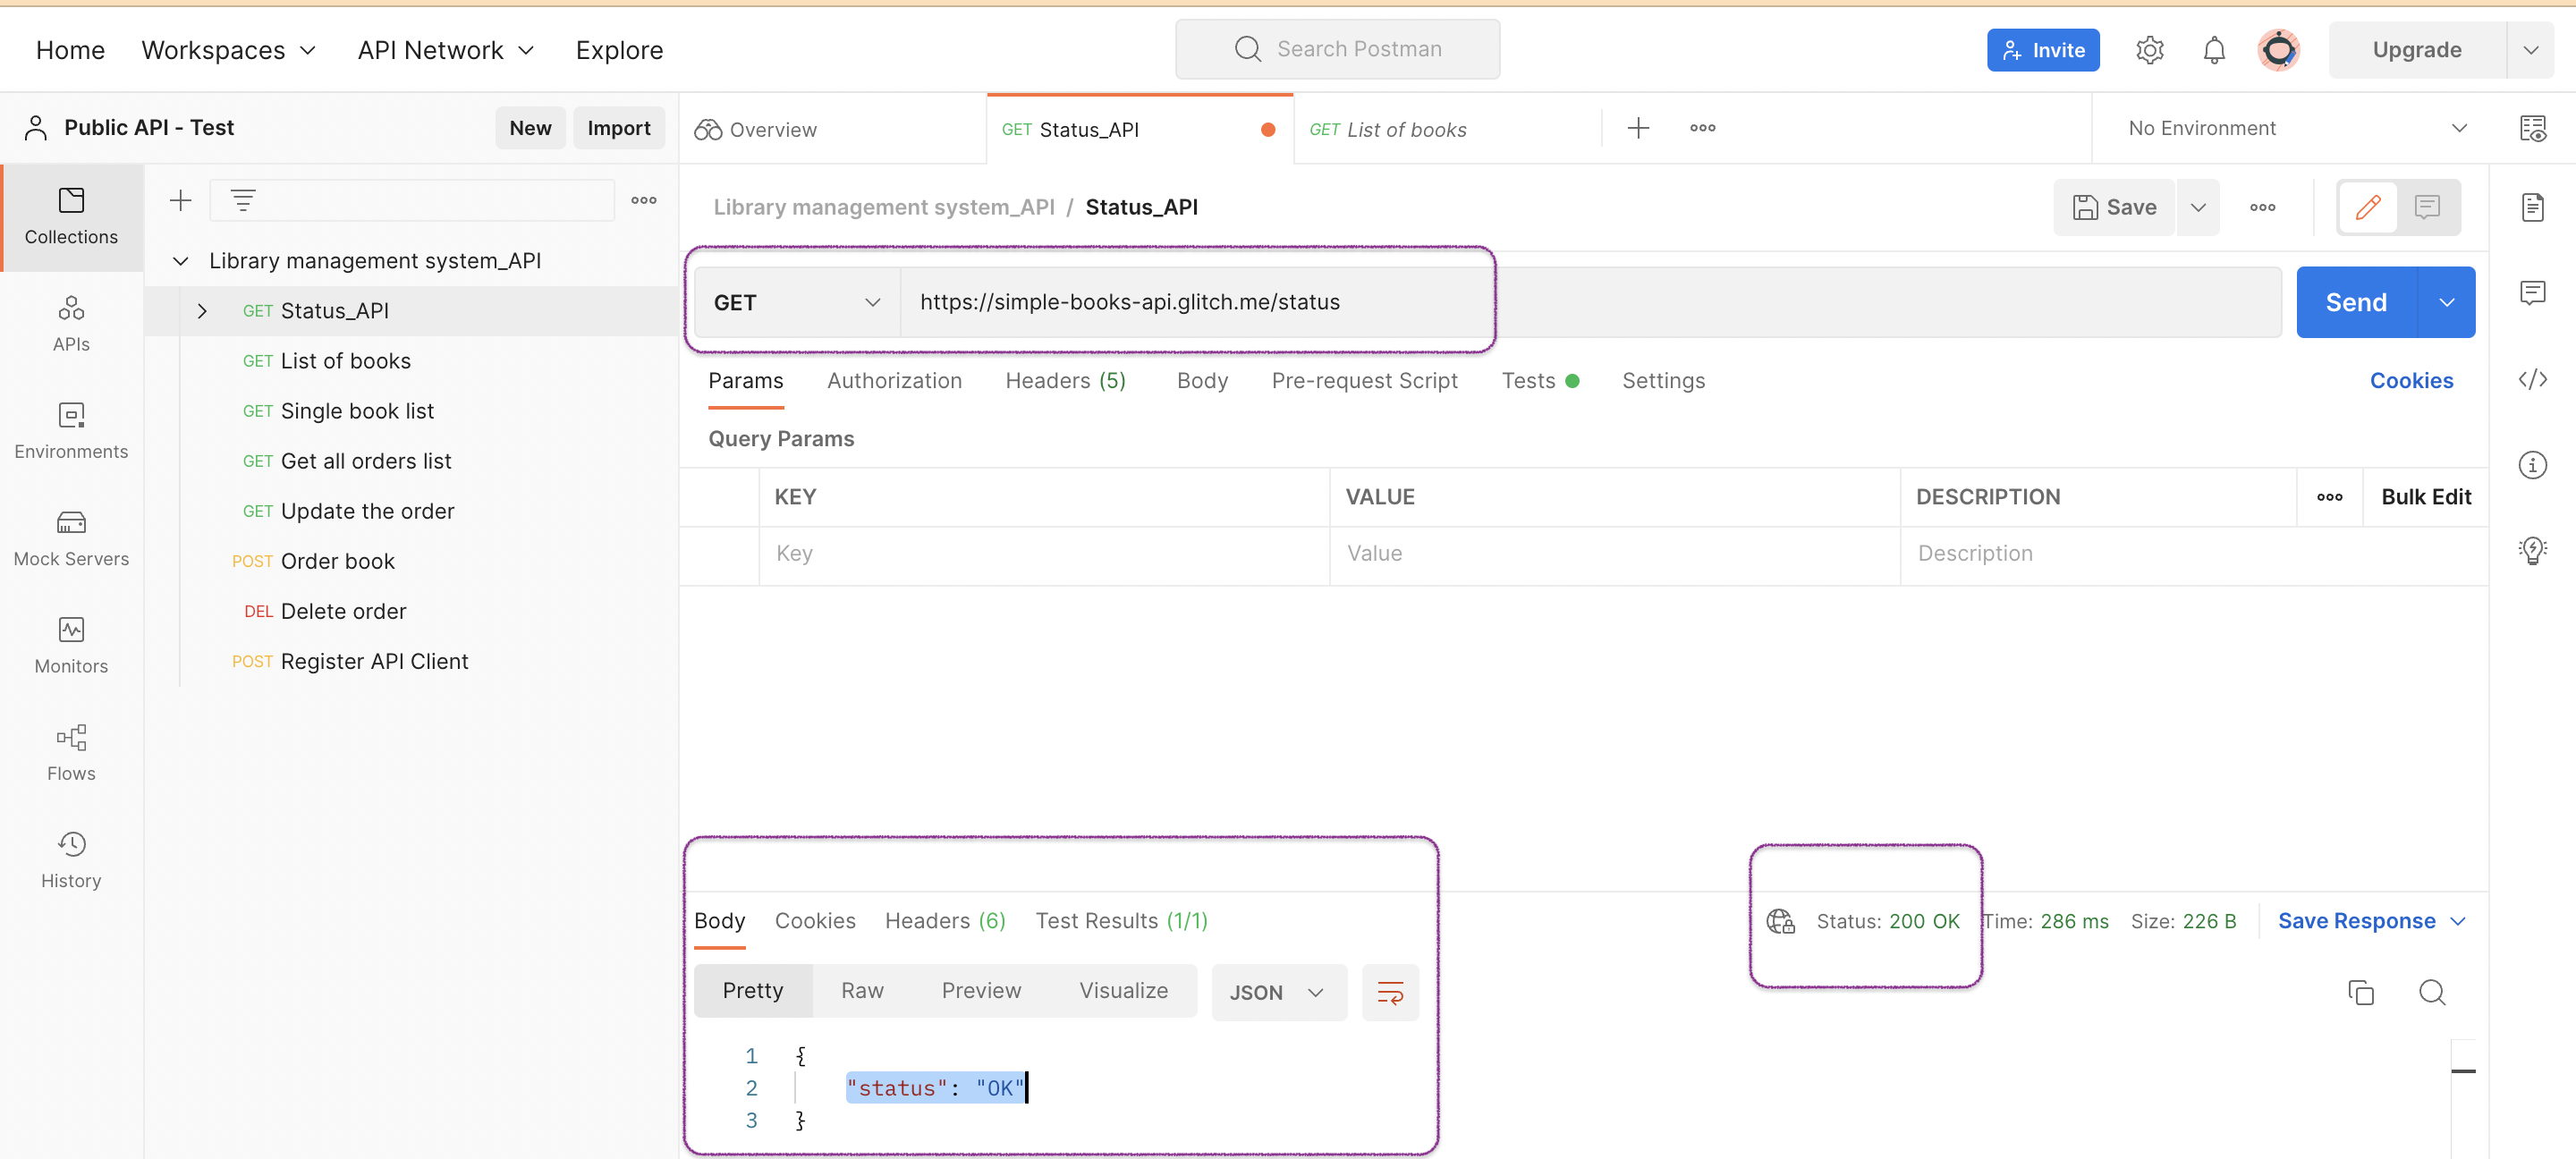 Home Workspaces API Network Explore Search Postman Invite Upgrade
Public API - Test New Import Overview GET Status_API GET List of books No Environment
Collections
APIs
Environments
Mock Servers
Monitors
Flows
History
Library management system_API
GET Status_API
GET List of books
GET Single book list
GET Get all orders list
GET Update the order
POST Order book
DEL Delete order
POST Register API Client
Library management system_API / Status_API Save
GET https://simple-books-api.glitch.me/status Send
Params Authorization Headers (5) Body Pre-request Script Tests Settings Cookies
Query Params
KEY VALUE DESCRIPTION Bulk Edit
Key Value Description
Body Cookies Headers (6) Test Results (1/1) Status: 200 OK Time: 286 ms Size: 226 B Save Response
Pretty Raw Preview Visualize JSON
1 {
2 "status": "OK"
3 }